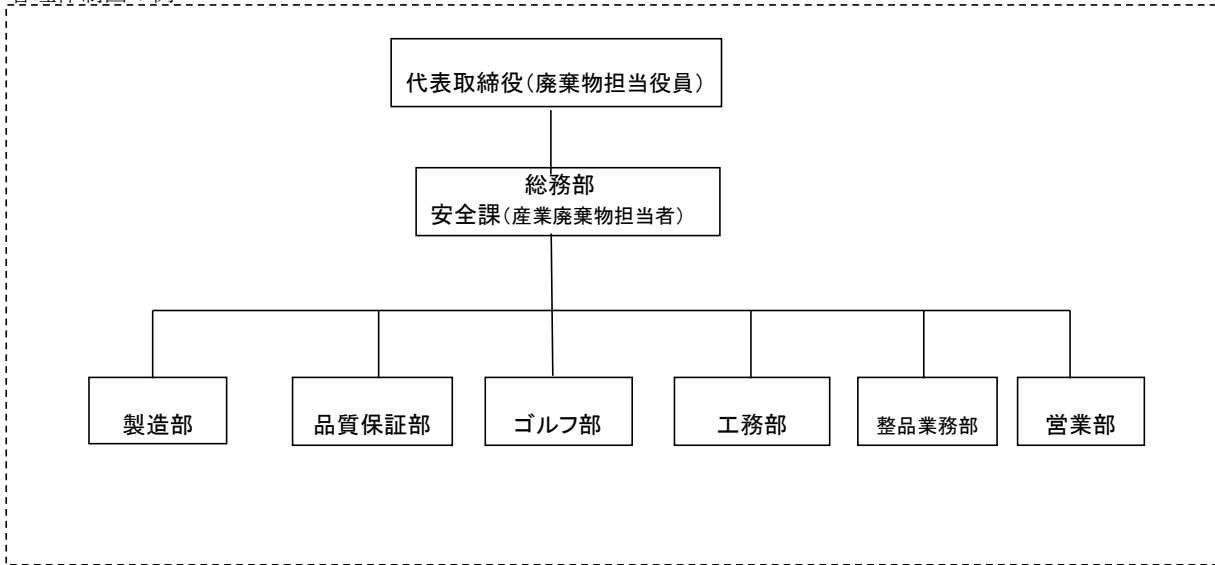 代表取締役(廃棄物担当役員)
総務部
安全課(産業廃棄物担当者)
製造部
品質保証部
ゴルフ部
工務部
整品業務部
営業部